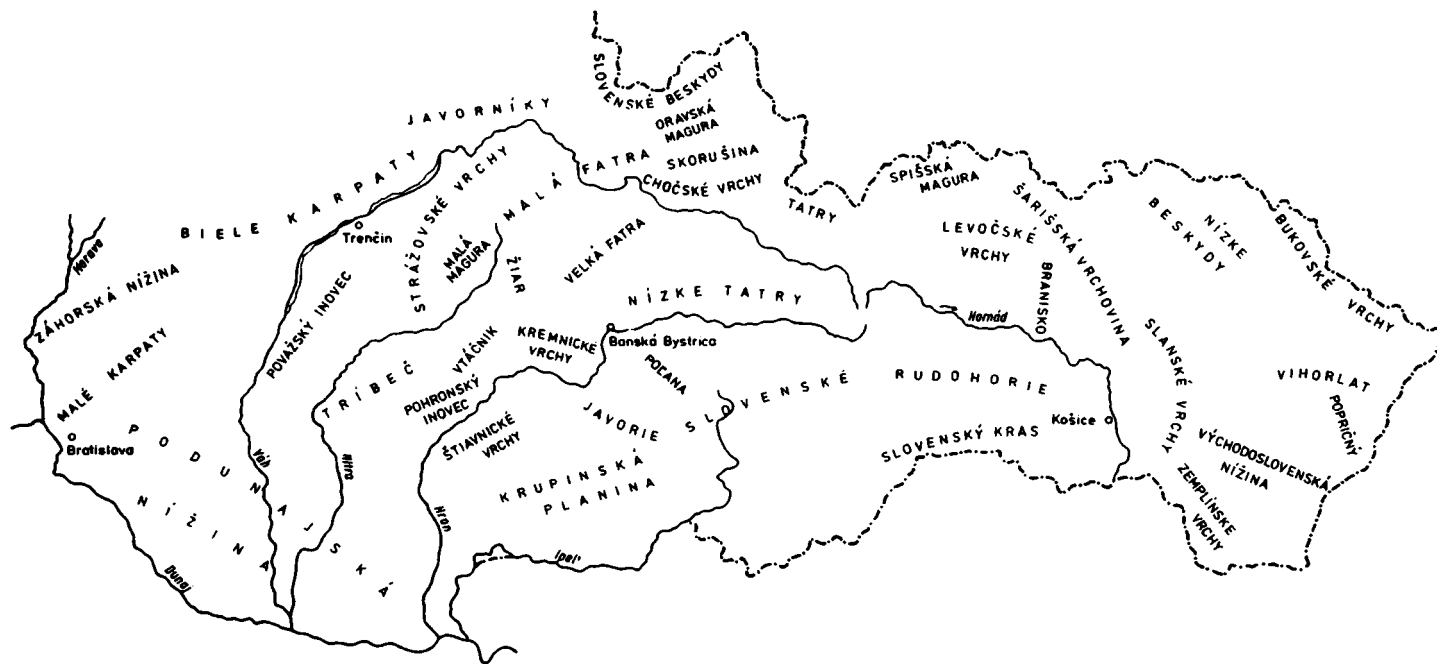 SLOVENSKÉ BESKYDY
ORAVSKÁ
MAGURA
JAVORNÍKY
SKORUŠINA
CHOČSKÉ VRCHY
MALÁ FATRA
TATRY
SPIŠSKÁ
MAGURA
BIELE KARPATY
STRÁŽOVSKÉ VRCHY
Trenčín
MALÁ
MAGURA
ŽIAR
VELKÁ FATRA
LEVOČSKÉ
VRCHY
ŠARIŠSKÁ VRCHOVINA
NÍZKE
BESKYDY
BUKOVSKÉ VRCHY
Morava
ZÁHORSKÁ NÍŽINA
POVAŽSKÝ INOVEC
NÍZKE TATRY
BRANISKO
Hornád
MALÉ KARPATY
TRÍBEČ
VTÁČNIK
KREMNICKÉ
VRCHY
Banská Bystrica
POĽANA
POHRONSKÝ
INOVEC
SLOVENSKÉ RUDOHORIE
SLANSKÉ VRCHY
VIHORLAT
POPRIČNÝ
Bratislava
PODUNAJSKÁ
NÍŽINA
Váh
Nitra
ŠTIAVNICKÉ
VRCHY
JAVORIE
Košice
SLOVENSKÝ KRAS
VÝCHODOSLOVENSKÁ
NÍŽINA
KRUPINSKÁ
PLANINA
ZEMPLÍNSKE
VRCHY
Hron
Ipeľ
Dunaj